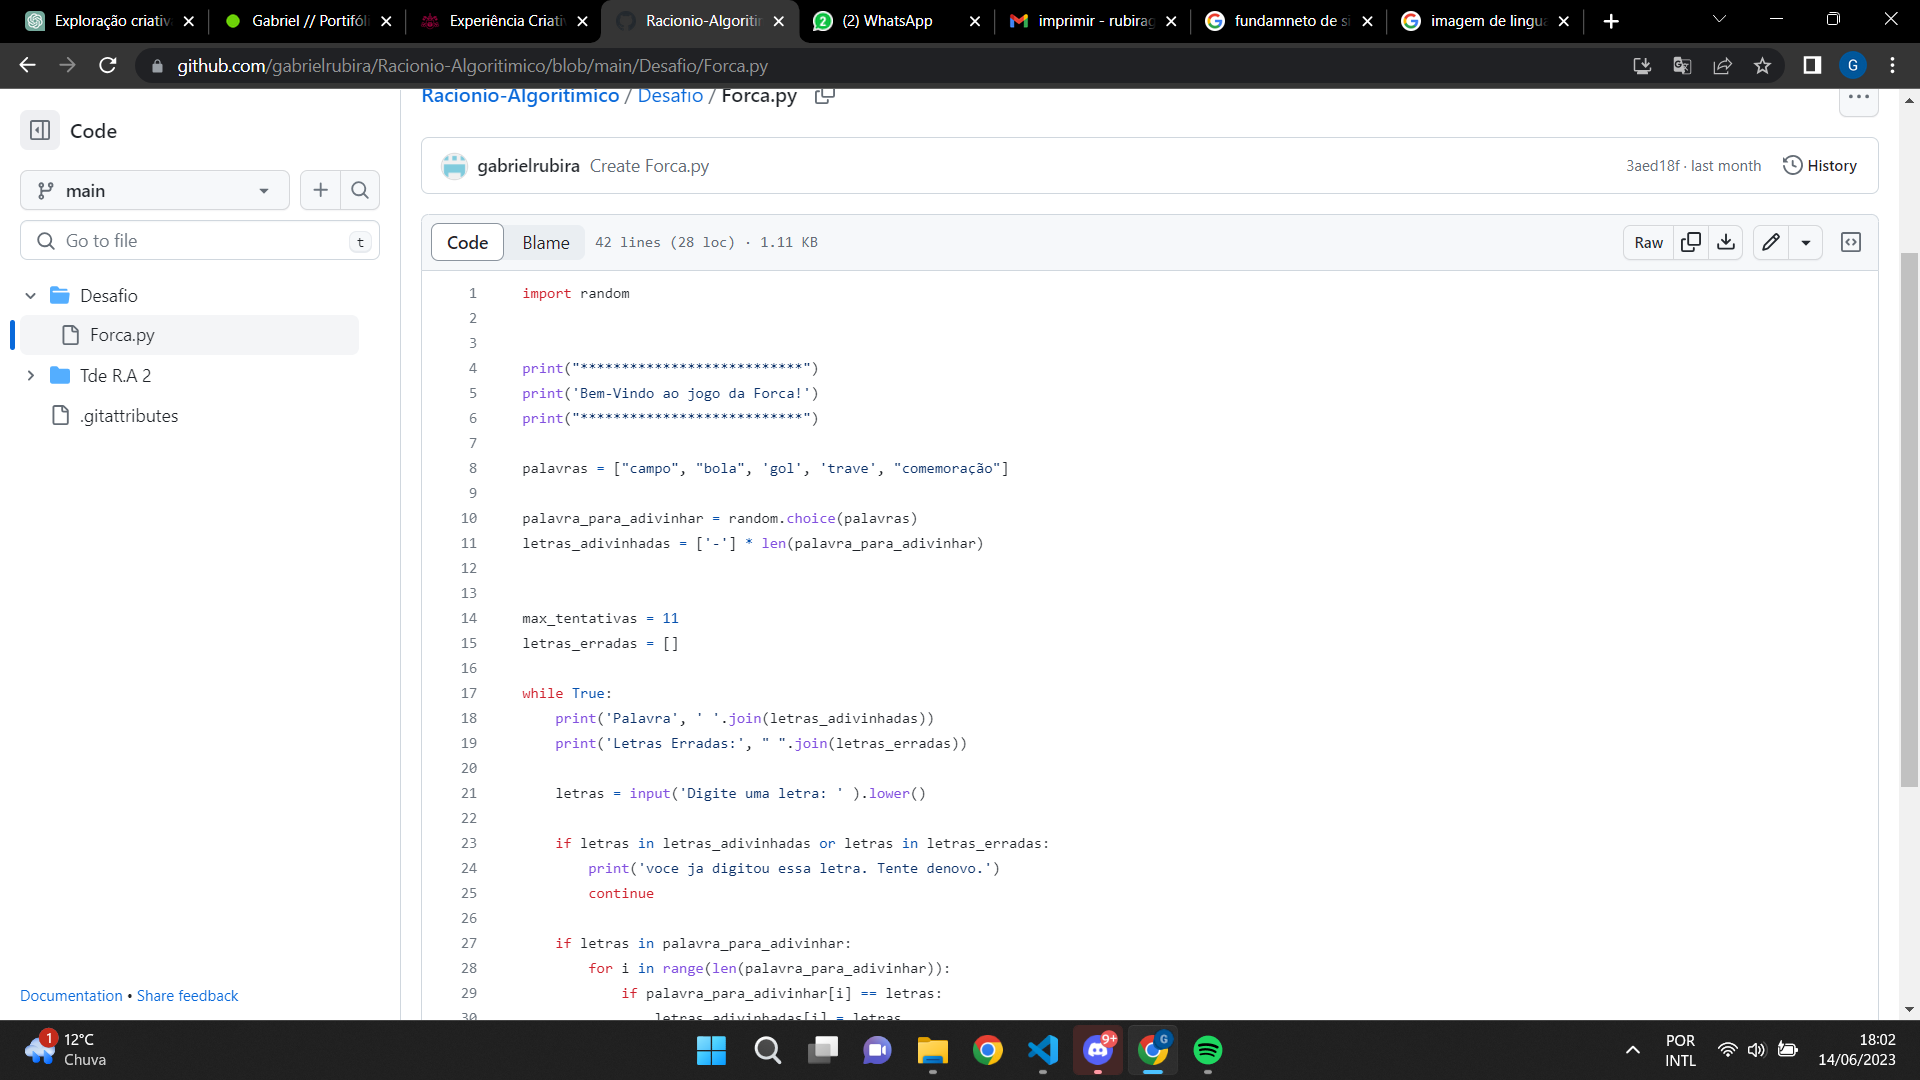 Exploração criativ
Gabriel // Portifóli
Experiência Criati
Racionio-Algoriti
(2) WhatsApp
imprimir - rubirag
fundamneto de si
imagem de lingua
github.com/gabrielrubira/Racionio-Algoritimico/blob/main/Desafio/Forca.py
G
Code
Racionio-Algoritimico / Desafio / Forca.py
main
gabrielrubira Create Forca.py
3aed18f · last month
History
Go to file
t
Code
Blame
42 lines (28 loc) · 1.11 KB
Raw
Desafio
Forca.py
Tde R.A 2
.gitattributes
1 import random
2
3
4 print("***************************")
5 print('Bem-Vindo ao jogo da Forca!')
6 print("***************************")
7
8 palavras = ["campo", "bola", 'gol', 'trave', "comemoração"]
9
10 palavra_para_adivinhar = random.choice(palavras)
11 letras_adivinhadas = ['-'] * len(palavra_para_adivinhar)
12
13
14 max_tentativas = 11
15 letras_erradas = []
16
17 while True:
18 print('Palavra', ' '.join(letras_adivinhadas))
19 print('Letras Erradas:', " ".join(letras_erradas))
20
21 letras = input('Digite uma letra: ' ).lower()
22
23 if letras in letras_adivinhadas or letras in letras_erradas:
24 print('voce ja digitou essa letra. Tente denovo.')
25 continue
26
27 if letras in palavra_para_adivinhar:
28 for i in range(len(palavra_para_adivinhar)):
29 if palavra_para_adivinhar[i] == letras:
30 letras_adivinhadas[i] = letras
Documentation • Share feedback
1
12°C
Chuva
9+
G
POR
INTL
18:02
14/06/2023